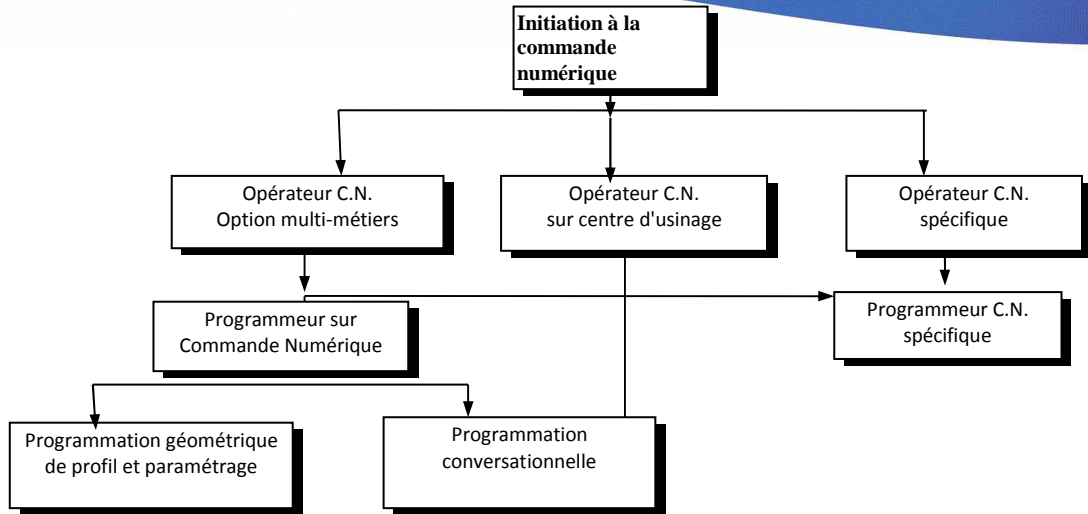 Initiation à la
commande
numérique
Opérateur C.N.
Option multi-métiers
Opérateur C.N.
sur centre d'usinage
Opérateur C.N.
spécifique
Programmeur sur
Commande Numérique
Programmeur C.N.
spécifique
Programmation géométrique
de profil et paramétrage
Programmation
conversationnelle